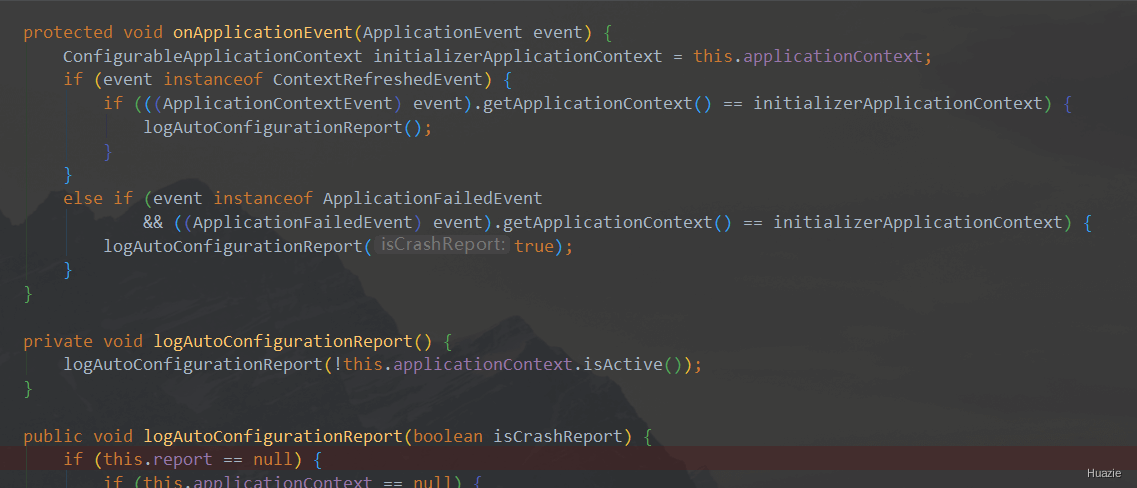 protected void onApplicationEvent(ApplicationEvent event) {
    ConfigurableApplicationContext initializerApplicationContext = this.applicationContext;
    if (event instanceof ContextRefreshedEvent) {
        if (((ApplicationContextEvent) event).getApplicationContext() == initializerApplicationContext) {
            logAutoConfigurationReport();
        }
    }
    else if (event instanceof ApplicationFailedEvent
            && ((ApplicationFailedEvent) event).getApplicationContext() == initializerApplicationContext) {
        logAutoConfigurationReport( isCrashReport: true);
    }
}
private void logAutoConfigurationReport() {
    logAutoConfigurationReport(!this.applicationContext.isActive());
}
public void logAutoConfigurationReport(boolean isCrashReport) {
    if (this.report == null) {
        if (this.applicationContext == null) {
Huazie